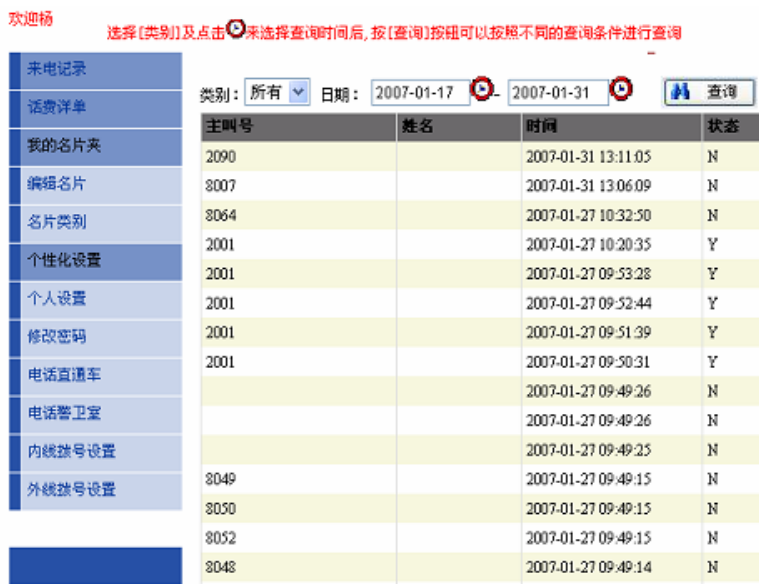 欢迎杨
选择[类别]及点击来选择查询时间后,按[查询]按钮可以按照不同的查询条件进行查询
来电记录
话费详单
我的名片夹
编辑名片
名片类别
个性化设置
个人设置
修改密码
电话直通车
电话警卫室
内线拨号设置
外线拨号设置
类别: 所有 日期: 2007-01-17 - 2007-01-31 查询
主叫号 姓名 时间 状态
2090 2007-01-31 13:11:05 N
8007 2007-01-31 13:06:09 N
8064 2007-01-27 10:32:50 N
2001 2007-01-27 10:20:35 Y
2001 2007-01-27 09:53:28 Y
2001 2007-01-27 09:52:44 Y
2001 2007-01-27 09:51:39 Y
2001 2007-01-27 09:50:31 Y
2007-01-27 09:49:26 N
2007-01-27 09:49:26 N
2007-01-27 09:49:25 N
8049 2007-01-27 09:49:15 N
8050 2007-01-27 09:49:15 N
8052 2007-01-27 09:49:15 N
8048 2007-01-27 09:49:14 N